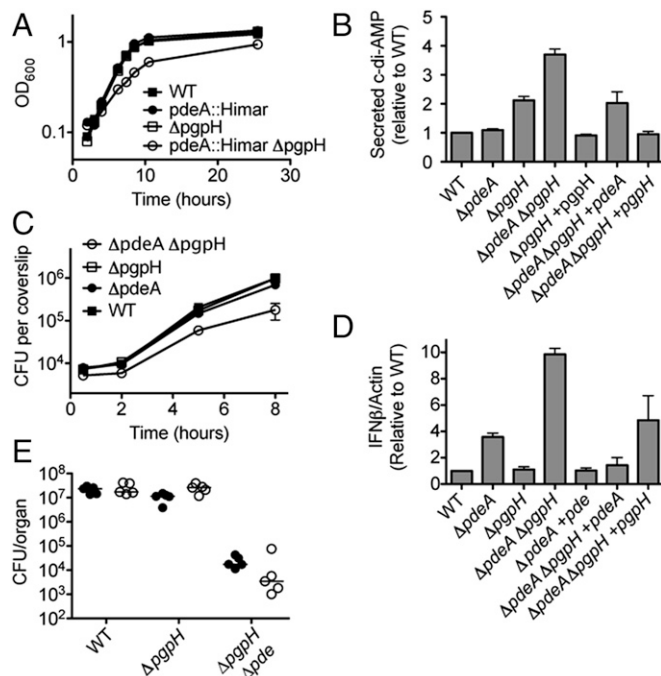 A
OD600
1
0.1
0 10 20 30
Time (hours)
WT
pdeA::Himar
ΔpgpH
pdeA::Himar ΔpgpH
B
Secreted c-di-AMP
(relative to WT)
5
4
3
2
1
0
WT
ΔpdeA
ΔpgpH
ΔpdeA ΔpgpH
ΔpgpH +pgpH
ΔpdeA ΔpgpH +pdeA
ΔpdeA ΔpgpH +pgpH
C
CFU per coverslip
10^6
10^5
10^4
0 2 4 6 8
Time (hours)
ΔpdeA ΔpgpH
ΔpgpH
ΔpdeA
WT
D
IFNβ/Actin
(Relative to WT)
10
8
6
4
2
0
WT
ΔpdeA
ΔpgpH
ΔpdeA ΔpgpH
ΔpdeA +pde
ΔpdeA ΔpgpH +pdeA
ΔpdeA ΔpgpH +pgpH
E
CFU/organ
10^8
10^7
10^6
10^5
10^4
10^3
10^2
WT
ΔpgpH
ΔpgpH
Δpde